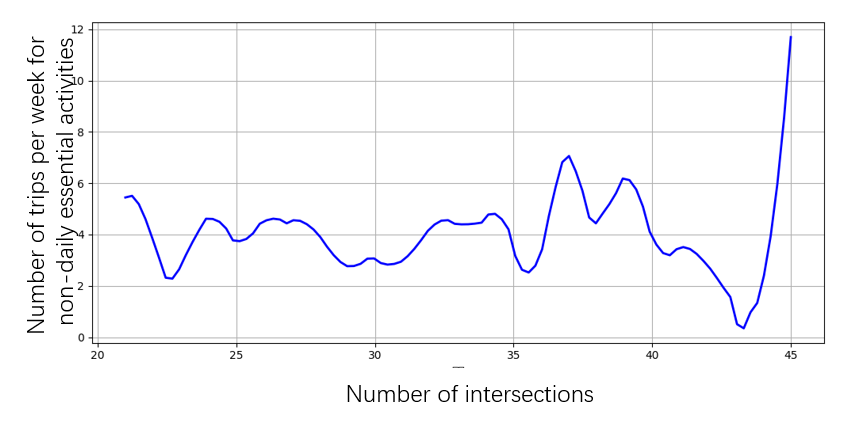 Number of trips per week for
non-daily essential activities
12
10
8
6
4
2
0
20 25 30 35 40 45
Number of intersections